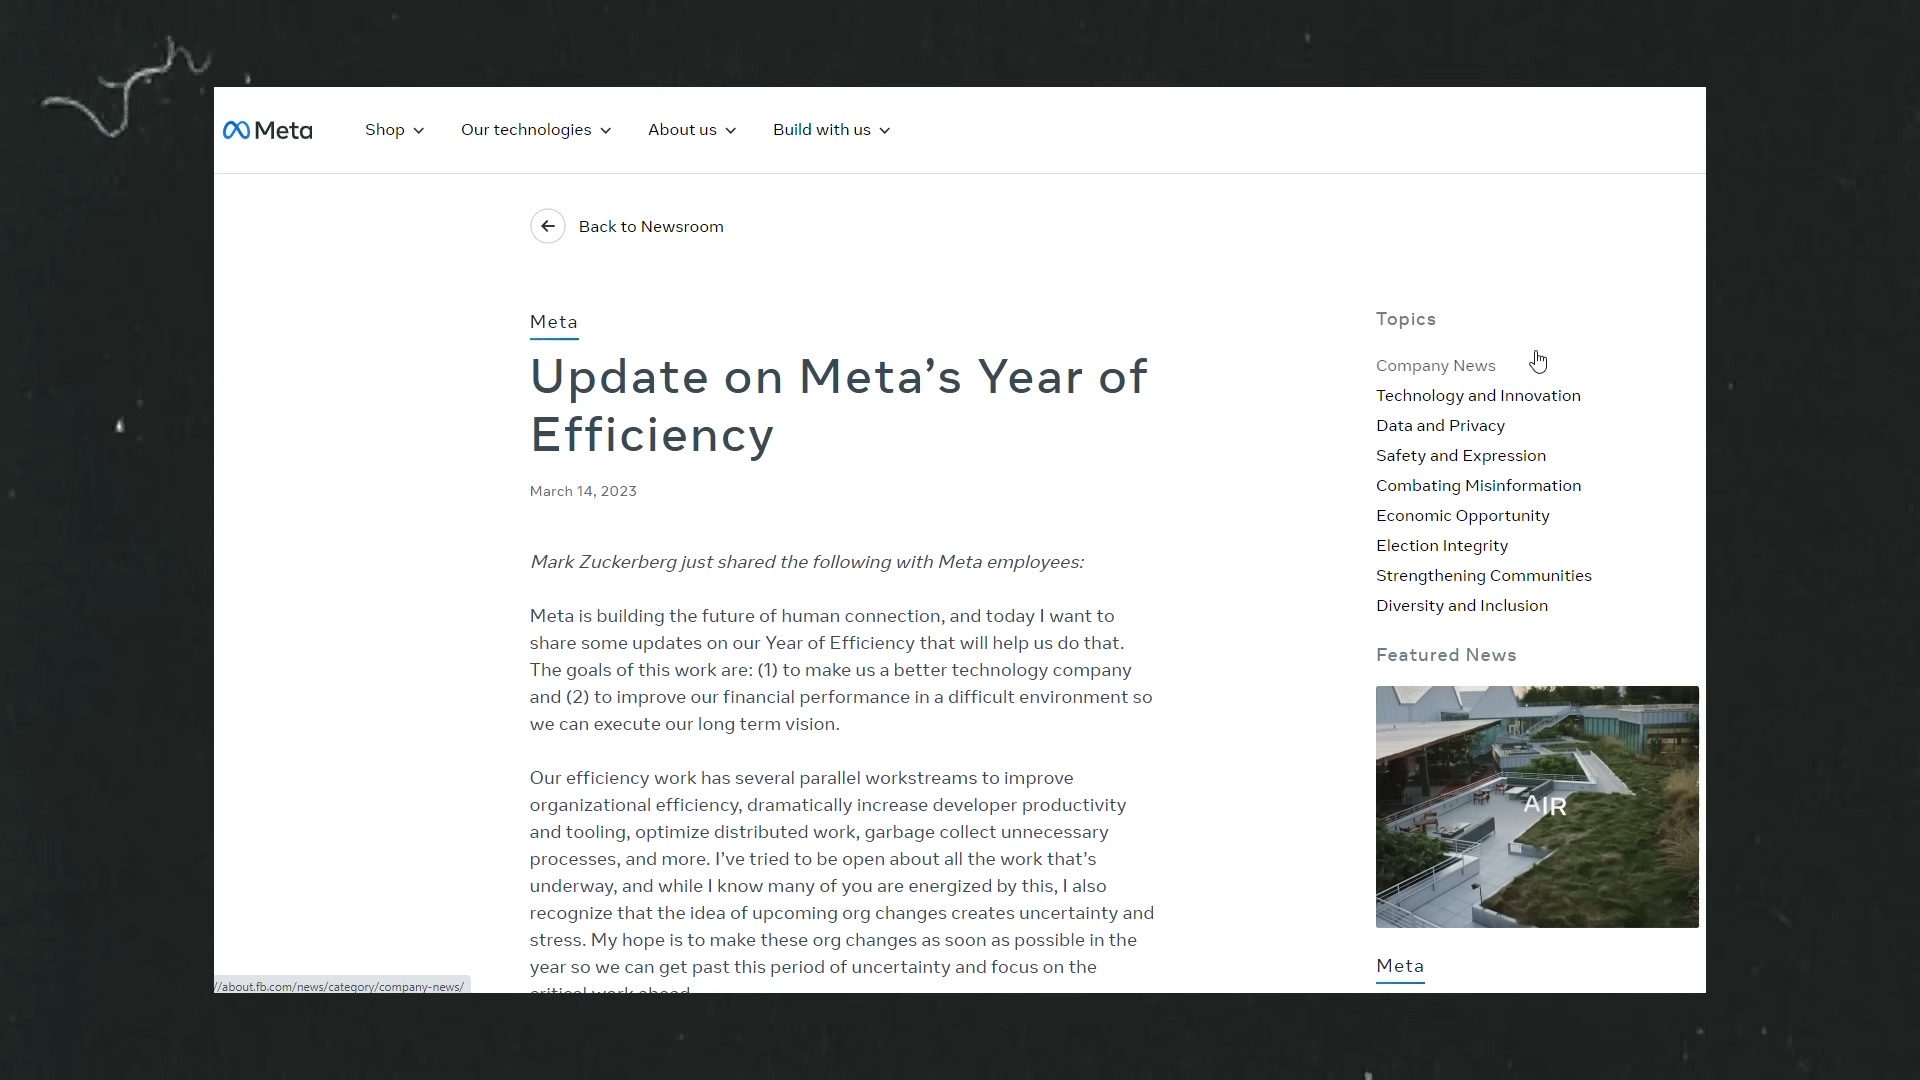 Meta
Shop
Our technologies
About us
Build with us
Back to Newsroom
Meta
Update on Meta’s Year of
Efficiency
March 14, 2023
Mark Zuckerberg just shared the following with Meta employees:
Meta is building the future of human connection, and today I want to
share some updates on our Year of Efficiency that will help us do that.
The goals of this work are: (1) to make us a better technology company
and (2) to improve our financial performance in a difficult environment so
we can execute our long term vision.
Our efficiency work has several parallel workstreams to improve
organizational efficiency, dramatically increase developer productivity
and tooling, optimize distributed work, garbage collect unnecessary
processes, and more. I’ve tried to be open about all the work that’s
underway, and while I know many of you are energized by this, I also
recognize that the idea of upcoming org changes creates uncertainty and
stress. My hope is to make these org changes as soon as possible in the
year so we can get past this period of uncertainty and focus on the
critical work ahead.
Topics
Company News
Technology and Innovation
Data and Privacy
Safety and Expression
Combating Misinformation
Economic Opportunity
Election Integrity
Strengthening Communities
Diversity and Inclusion
Featured News
AIR
Meta
//about.fb.com/news/category/company-news/